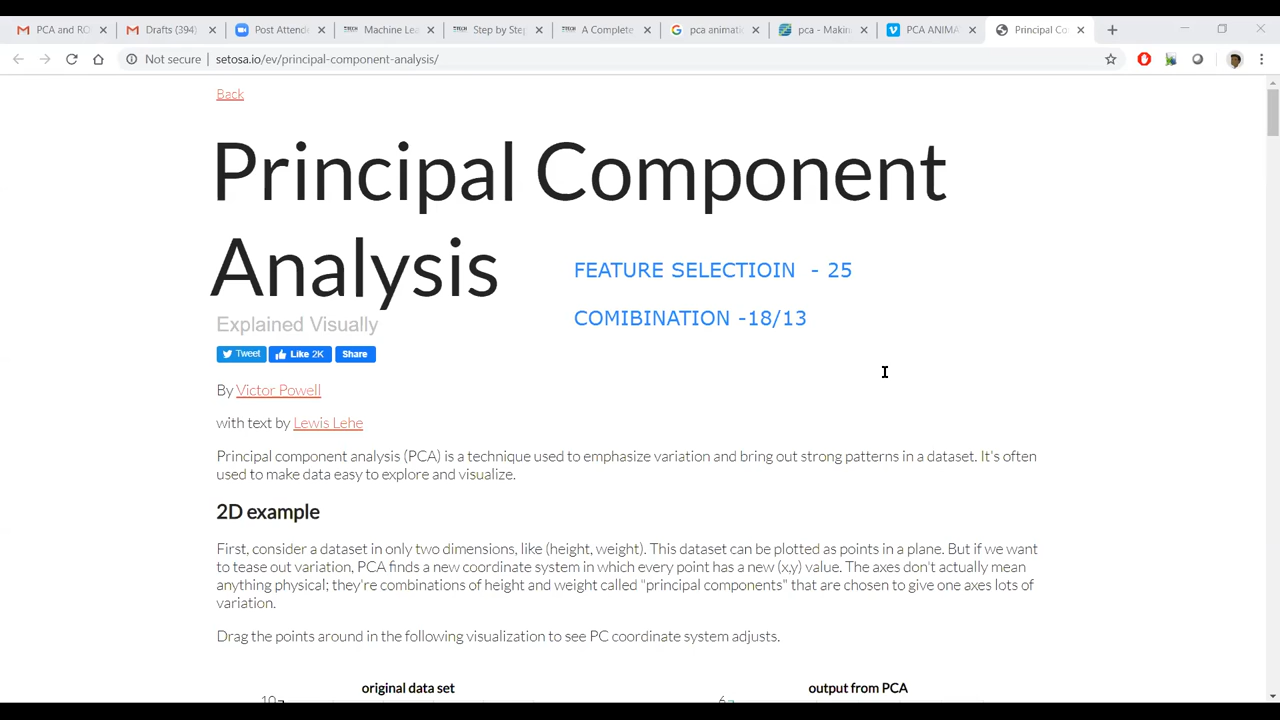 PCA and RO
Drafts (394)
Post Attend
Machine Lea
Step by Step
A Complete
pca animati
pca - Makin
PCA ANIMA
Principal Co
Not secure
setosa.io/ev/principal-component-analysis/
Back
Principal Component
Analysis
FEATURE SELECTIOIN - 25
COMIBINATION -18/13
Explained Visually
Tweet
Like 2K
Share
By Victor Powell
with text by Lewis Lehe
Principal component analysis (PCA) is a technique used to emphasize variation and bring out strong patterns in a dataset. It's often
used to make data easy to explore and visualize.
2D example
First, consider a dataset in only two dimensions, like (height, weight). This dataset can be plotted as points in a plane. But if we want
to tease out variation, PCA finds a new coordinate system in which every point has a new (x,y) value. The axes don't actually mean
anything physical; they're combinations of height and weight called "principal components" that are chosen to give one axes lots of
variation.
Drag the points around in the following visualization to see PC coordinate system adjusts.
original data set
output from PCA
10
6